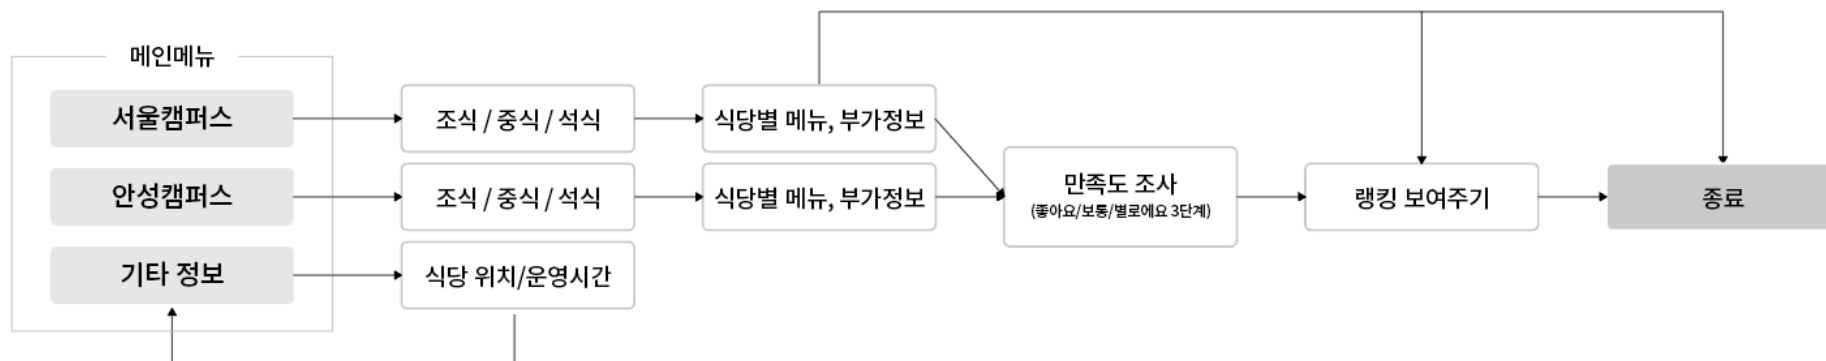 메인메뉴
서울캠퍼스
조식 / 중식 / 석식
식당별 메뉴, 부가정보
안성캠퍼스
조식 / 중식 / 석식
식당별 메뉴, 부가정보
만족도 조사
(좋아요/보통/별로에요 3단계)
랭킹 보여주기
종료
기타 정보
식당 위치/운영시간